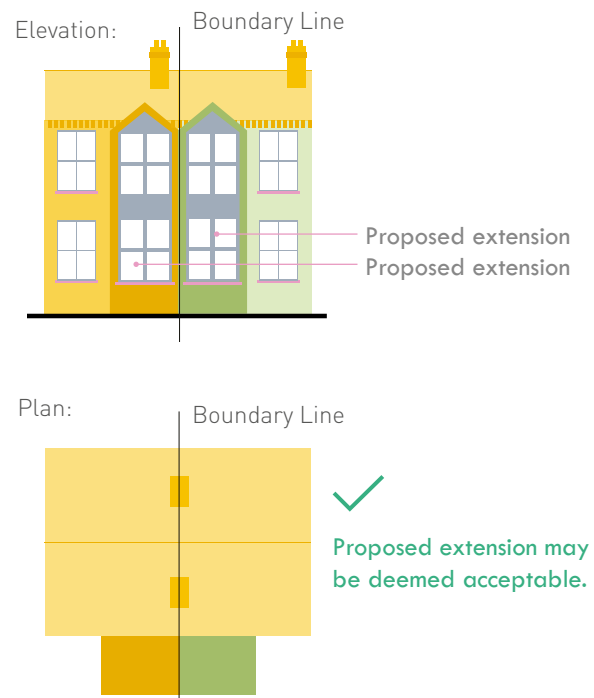 Elevation:
Boundary Line
Proposed extension
Proposed extension
Plan:
Boundary Line
Proposed extension may
be deemed acceptable.